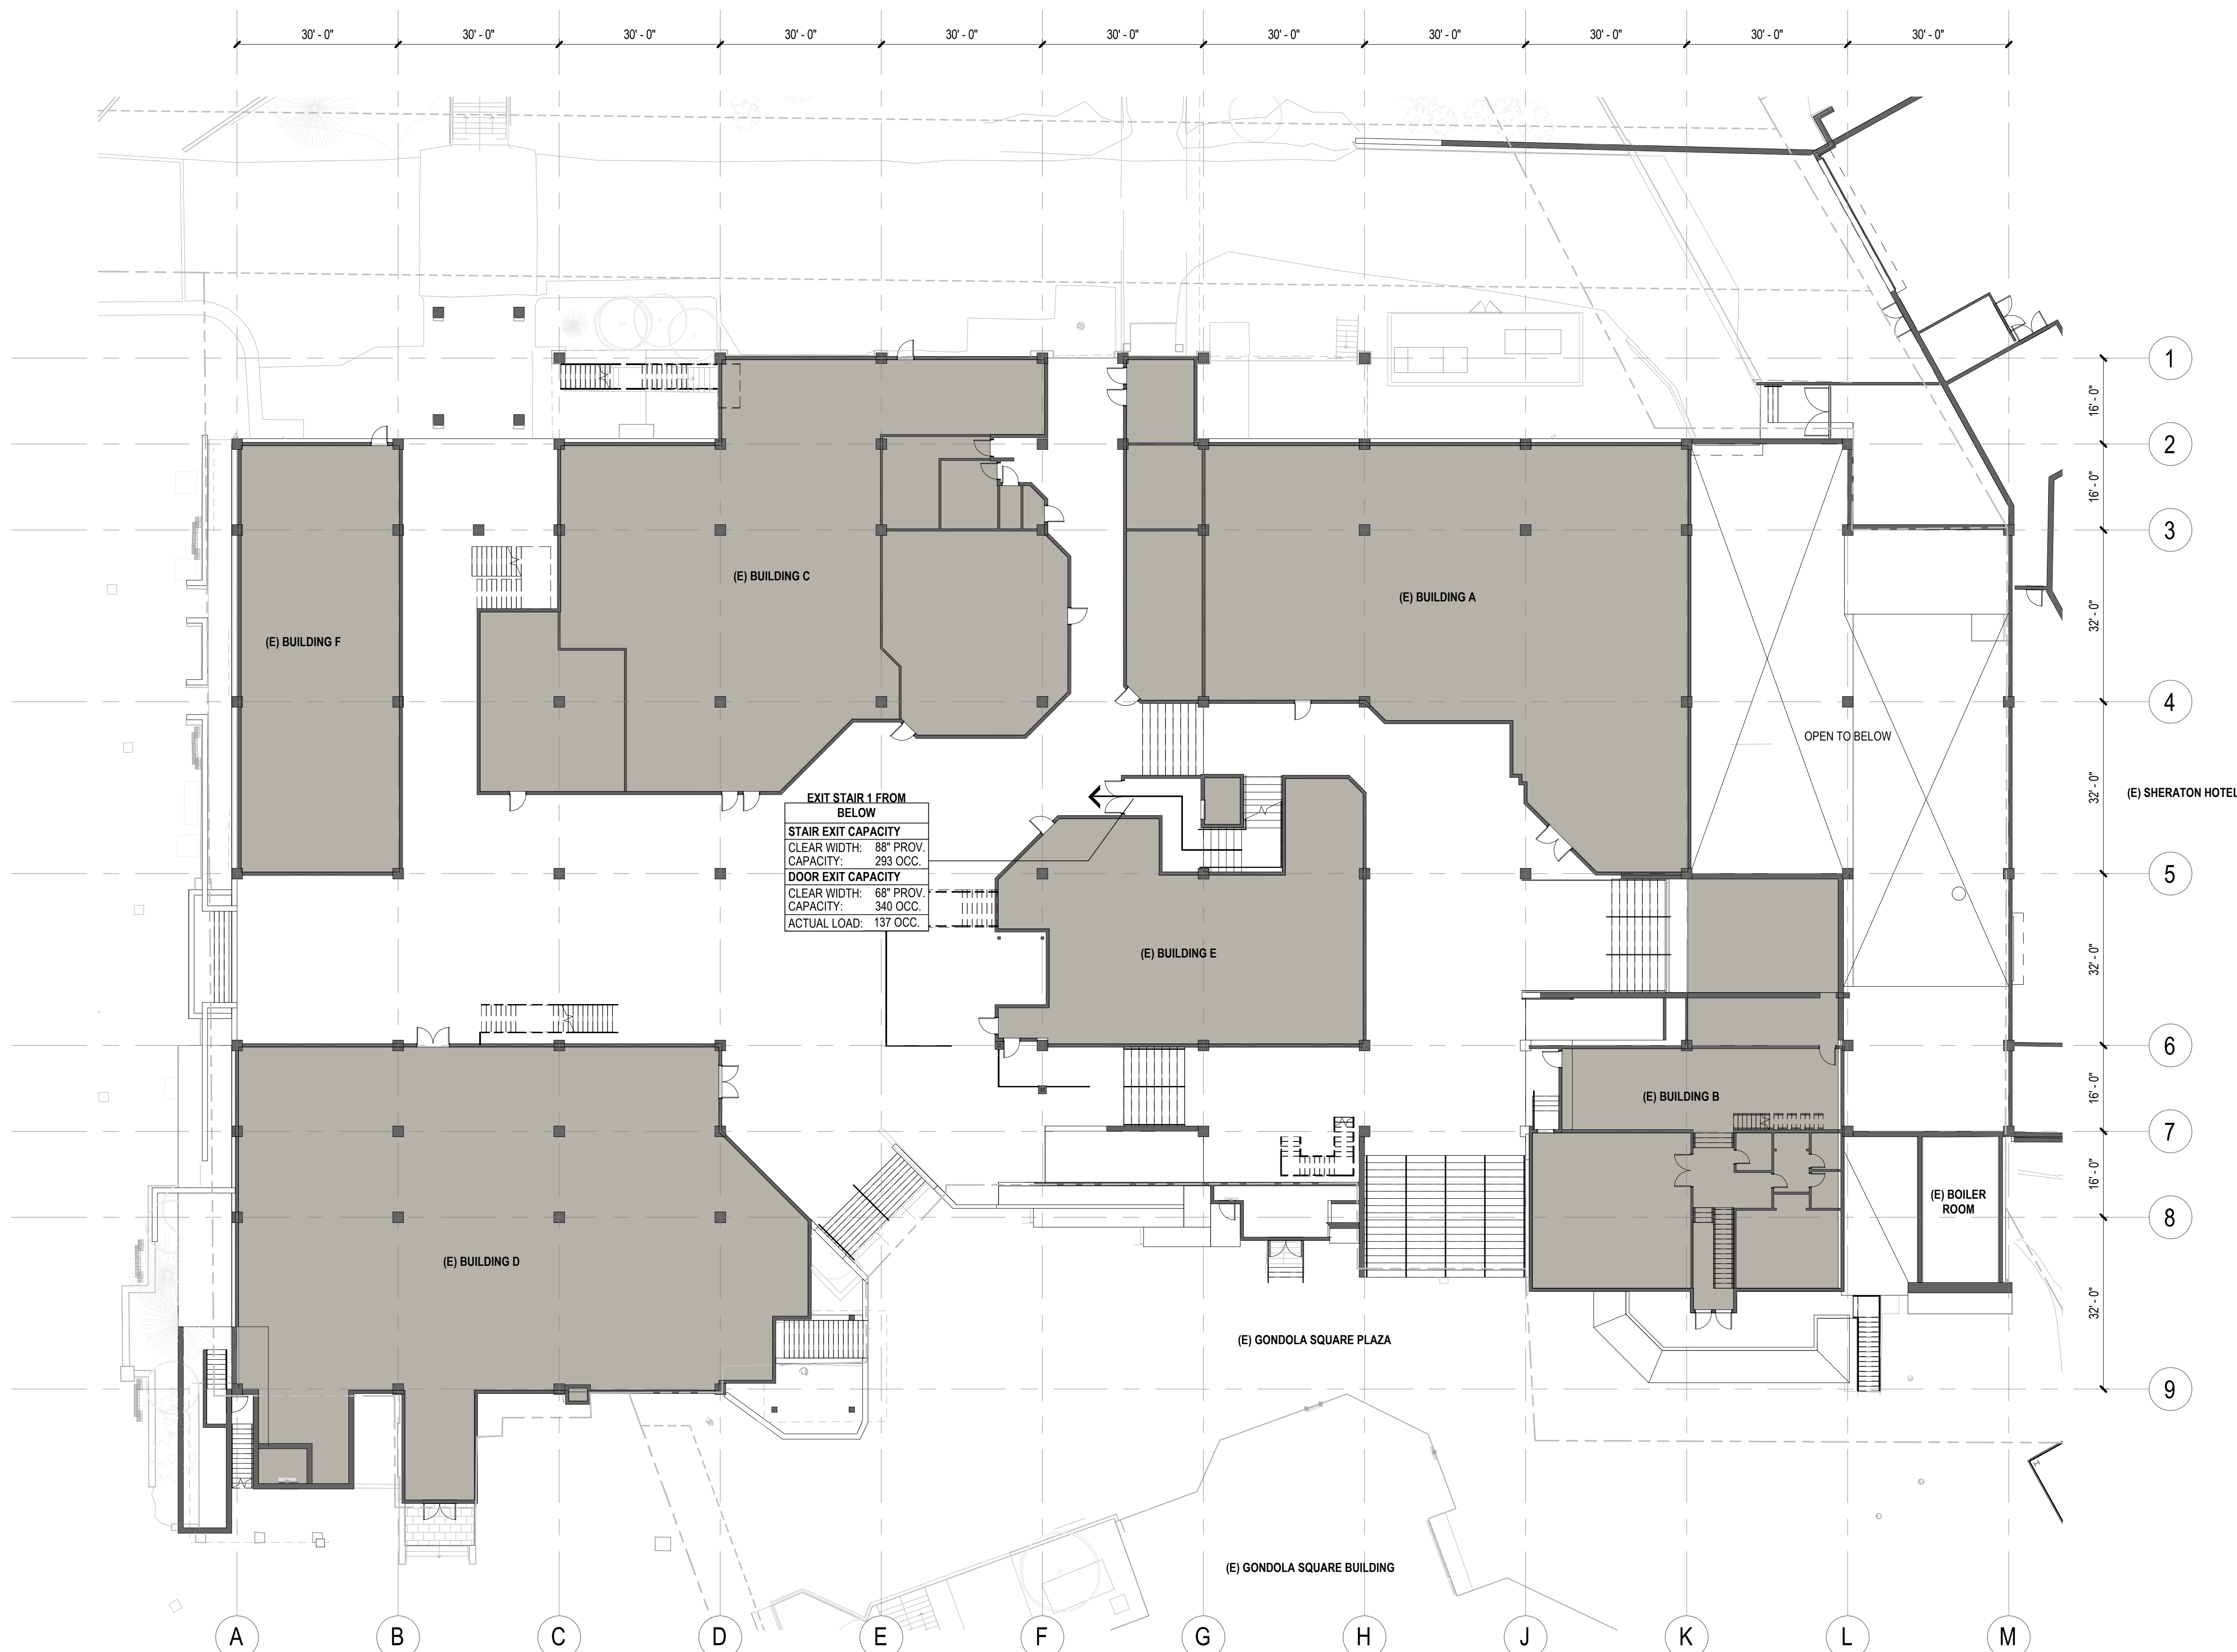 30' - 0" 30' - 0" 30' - 0" 30' - 0" 30' - 0" 30' - 0" 30' - 0" 30' - 0" 30' - 0" 30' - 0" 30' - 0"
1
16' - 0"
2
16' - 0"
3
(E) BUILDING C
(E) BUILDING A
32' - 0"
(E) BUILDING F
4
OPEN TO BELOW
32' - 0"
(E) SHERATON HOTEL
EXIT STAIR 1 FROM
BELOW
STAIR EXIT CAPACITY
CLEAR WIDTH: 88" PROV.
CAPACITY: 293 OCC.
DOOR EXIT CAPACITY
CLEAR WIDTH: 68" PROV.
CAPACITY: 340 OCC.
ACTUAL LOAD: 137 OCC.
5
(E) BUILDING E
32' - 0"
6
(E) BUILDING B
16' - 0"
7
(E) BOILER
ROOM
16' - 0"
8
(E) BUILDING D
32' - 0"
(E) GONDOLA SQUARE PLAZA
9
(E) GONDOLA SQUARE BUILDING
A B C D E F G H J K L M